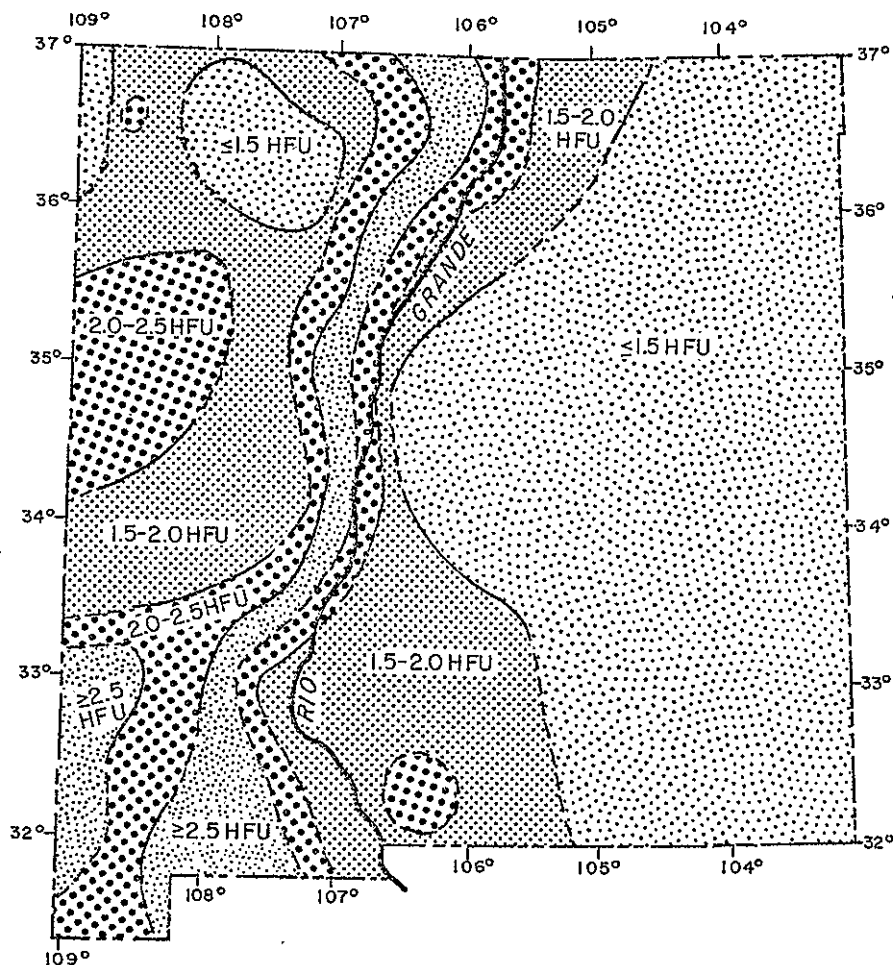 109° 108° 107° 106° 105° 104°
37° 37°
1.5-2.0
HFU
≤1.5 HFU
36° 36°
GRANDE
2.0-2.5 HFU
35° ≤1.5 HFU 35°
34° 34°
1.5-2.0 HFU
2.0-2.5 HFU
33° 1.5-2.0 HFU 33°
≥2.5
HFU
RIO
32° ≥2.5 HFU 32°
106° 105° 104°
108° 107°
109°